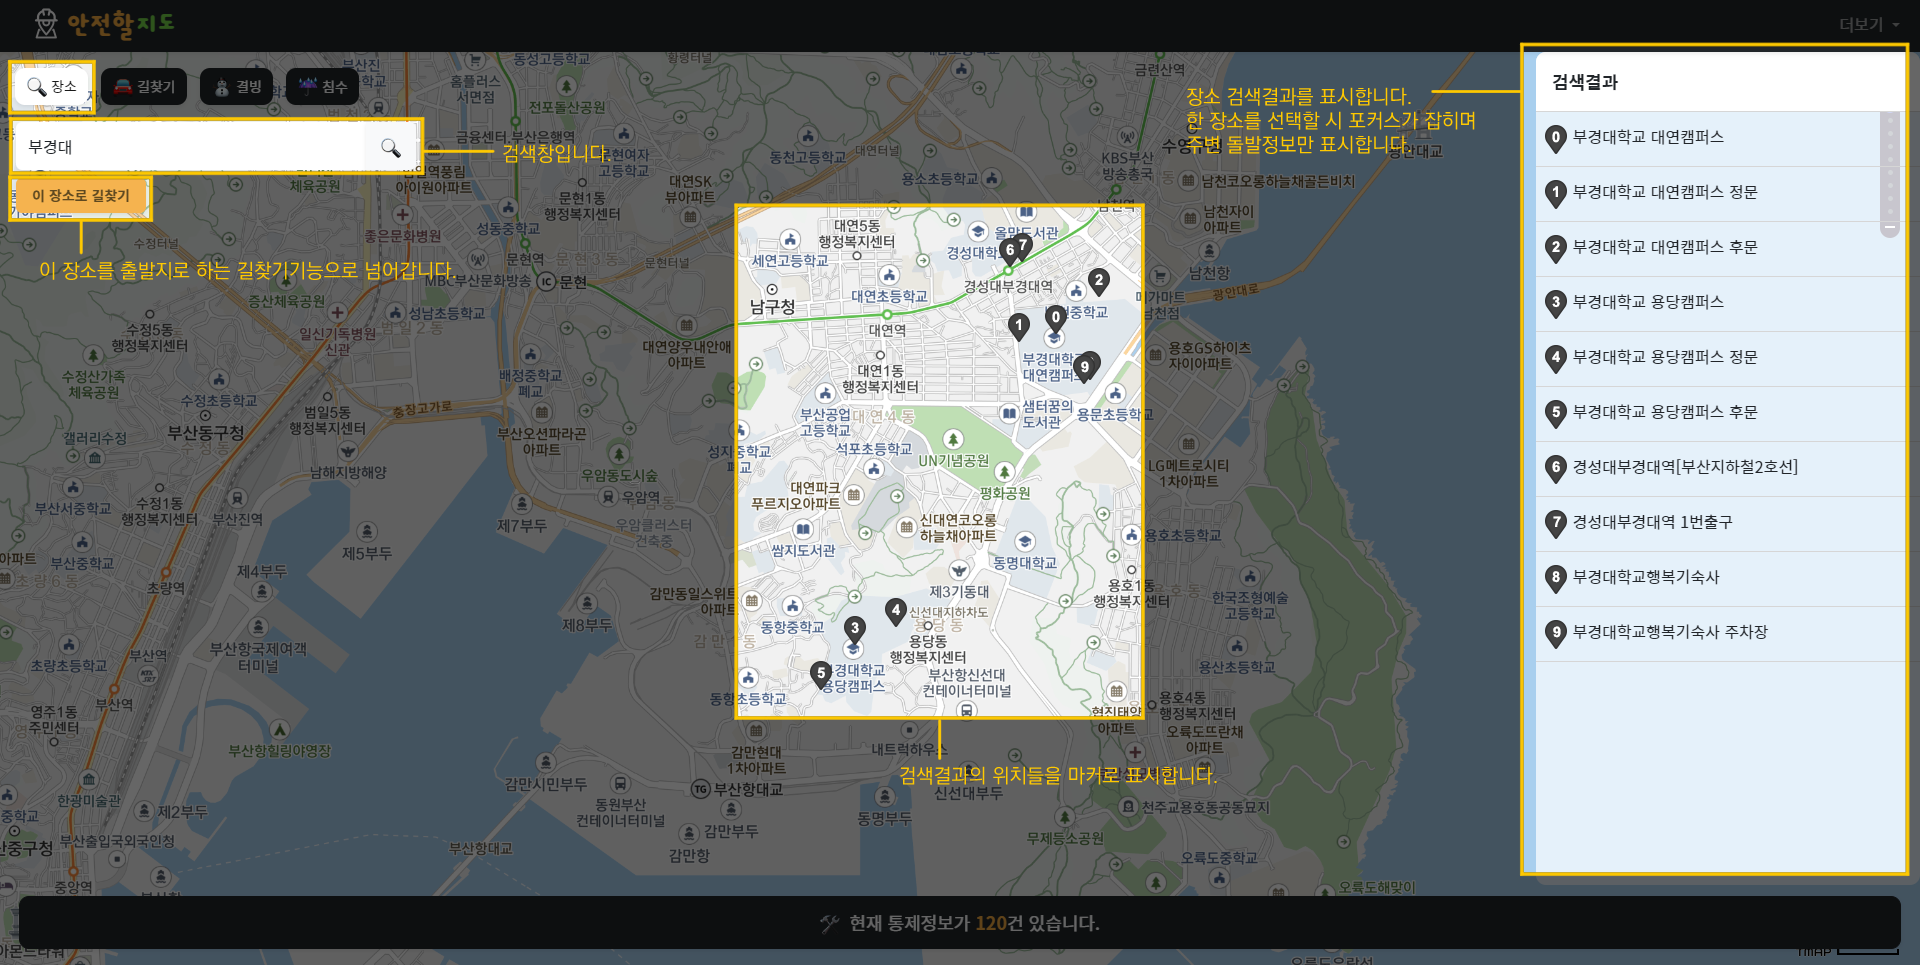 안전할지도
더보기
장소
길찾기
결빙
침수
부경대
검색창입니다.
이 장소로 길찾기
이 장소를 출발지로 하는 길찾기기능으로 넘어갑니다.
장소 검색결과를 표시합니다.
한 장소를 선택할 시 포커스가 잡히며
주변 돌발정보만 표시합니다.
검색결과
0 부경대학교 대연캠퍼스
1 부경대학교 대연캠퍼스 정문
2 부경대학교 대연캠퍼스 후문
3 부경대학교 용당캠퍼스
4 부경대학교 용당캠퍼스 정문
5 부경대학교 용당캠퍼스 후문
6 경성대부경대역[부산지하철2호선]
7 경성대부경대역 1번출구
8 부경대학교행복기숙사
9 부경대학교행복기숙사 주차장
대연5동
행정복지센터
세연고등학교
대연초등학교
경성대부경대역
남구청
대연역
대연1동
행정복지센터
부산공업
고등학교
대연4동
샘터꿈의
도서관
용문초등학교
석포초등학교
UN기념공원
평화공원
대연파크
푸르지오아파트
신대연코오롱
하늘채아파트
쌈지도서관
동명대학교
제3기동대
신선대지하차도
동항중학교
용당동
행정복지센터
용당캠퍼스
부산항신선대
컨테이너터미널
동항초등학교
검색결과의 위치들을 마커로 표시합니다.
홈플러스
서면점
전포돌산공원
금융센터·부산은행역
동천고등학교
대연터널
용소초등학교
KBS부산
방송총국
금련산역
남천코오롱하늘채골든비치
남천자이
아파트
대연SK
뷰아파트
문현1동
행정복지센터
성동중학교
좋은문화병원
수정터널
문현역
문현터널
MBC부산문화방송
IC 문현
남천항
광안대로
증산체육공원
성남초등학교
일신기독병원
신관
범일2동
수정5동
행정복지센터
수정산가족
체육공원
수정초등학교
배정중학교
폐교
대연양우내안애
아파트
용호GS하이츠
자이아파트
충장고가로
범일5동
행정복지센터
부산동구청
갤러리수정
부산오션파라곤
아파트
우암동도시숲
남해지방해양
LG메트로시티
1차아파트
부산서중학교
수정1동
행정복지센터
부산진역
제7부두
우암역
우암클러스터
건축중
부산중학교
제5부두
초량6동
초량역
제4부두
감만동일스위트
아파트
제8부두
한국조형예술
고등학교
초량초등학교
부산역
부산항국제여객
터미널
용산초등학교
영주1동
주민센터
부산역
부산항힐링야영장
용호4동
행정복지센터
오륙도뜨란채
아파트
감만현대
1차아파트
내트럭하우스
신선대부두
감만시민부두
TG 부산항대교
한광미술관
제2부두
동원부산
컨테이너터미널
감만부두
동명부두
천주교용호동공동묘지
무제등소공원
부산출입국외국인청
부산항대교
감만항
오륙도중학교
중앙역
오륙도해맞이
현재 통제정보가 120건 있습니다.
TMAP